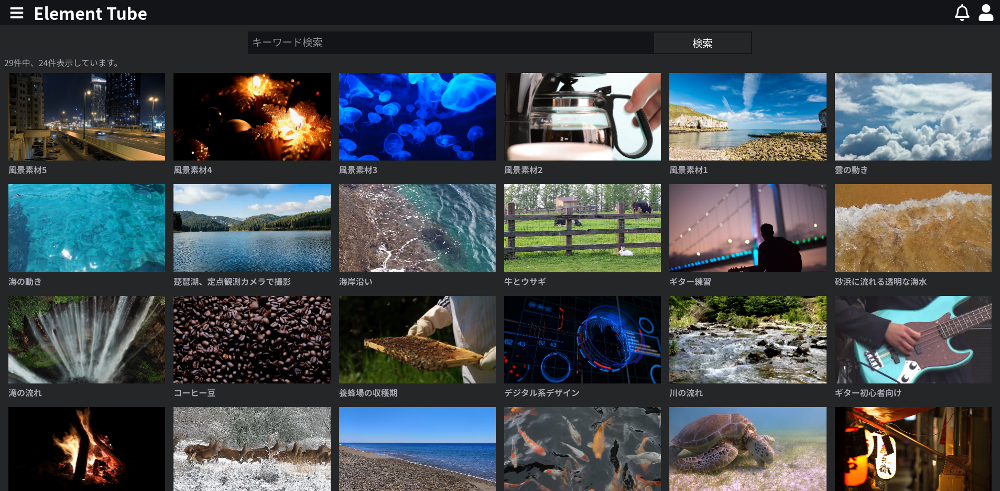 Element Tube
キーワード検索
検索
29件中、24件表示しています。
風景素材5
風景素材4
風景素材3
風景素材2
風景素材1
雲の動き
海の動き
琵琶湖、定点観測カメラで撮影
海岸沿い
牛とウサギ
ギター練習
砂浜に流れる透明な海水
滝の流れ
コーヒー豆
養蜂場の収穫期
デジタル系デザイン
川の流れ
ギター初心者向け